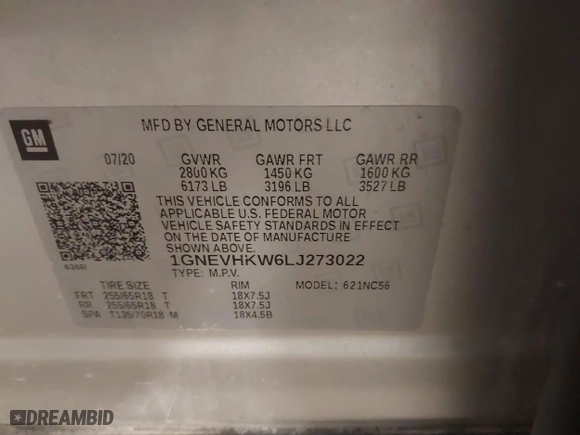 GM
MFD BY GENERAL MOTORS LLC
07/20 GVWR GAWR FRT GAWR RR
2800 KG 1450 KG 1600 KG
6173 LB 3196 LB 3527 LB
THIS VEHICLE CONFORMS TO ALL
APPLICABLE U.S. FEDERAL MOTOR
VEHICLE SAFETY STANDARDS IN EFFECT
ON THE DATE OF MANUFACTURE
SHOWN ABOVE.
1GNEVHKW6LJ273022
TYPE: M.P.V. MODEL: 621NC56
TIRE SIZE RIM
FRT 255/65R18 T 18X7.5J
RR 255/65R18 T 18X7.5J
SPA T135/70R18 M 18X4.5B
DREAMBID